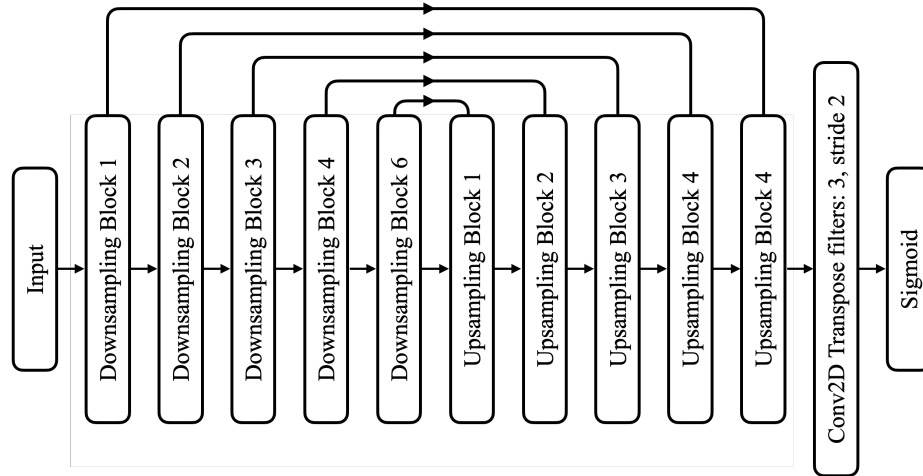 Input
Downsampling Block 1
Downsampling Block 2
Downsampling Block 3
Downsampling Block 4
Downsampling Block 6
Upsampling Block 1
Upsampling Block 2
Upsampling Block 3
Upsampling Block 4
Upsampling Block 4
Conv2D Transpose filters: 3, stride 2
Sigmoid